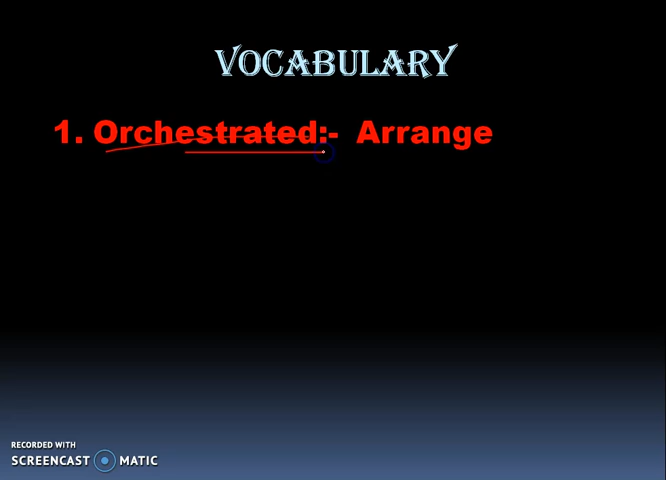 VOCABULARY
1. Orchestrated:- Arrange
RECORDED WITH
SCREENCAST MATIC